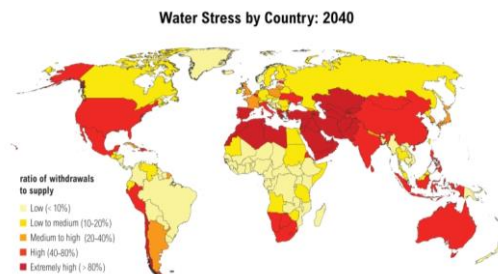 Water Stress by Country: 2040
ratio of withdrawals
to supply
Low (< 10%)
Low to medium (10-20%)
Medium to high (20-40%)
High (40-80%)
Extremely high (> 80%)